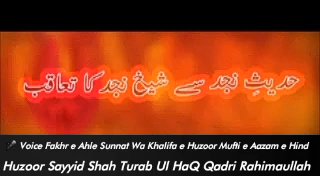 حدیثِ نجد سے شیخِ نجد کا تعاقب
Voice Fakhr e Ahle Sunnat Wa Khalifa e Huzoor Mufti e Aazam e Hind
Huzoor Sayyid Shah Turab Ul HaQ Qadri Rahimaullah